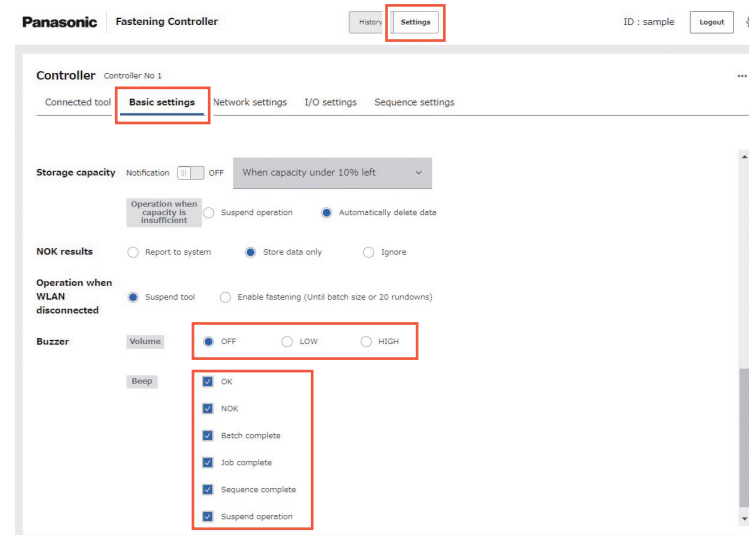 Panasonic Fastening Controller History Settings ID : sample Logout
Controller Controller No 1 ...
Connected tool Basic settings Network settings I/O settings Sequence settings
Storage capacity Notification OFF When capacity under 10% left
Operation when
capacity is
insufficient
Suspend operation Automatically delete data
NOK results Report to system Store data only Ignore
Operation when
WLAN
disconnected
Suspend tool Enable fastening (Until batch size or 20 rundowns)
Buzzer Volume OFF LOW HIGH
Beep OK
NOK
Batch complete
Job complete
Sequence complete
Suspend operation